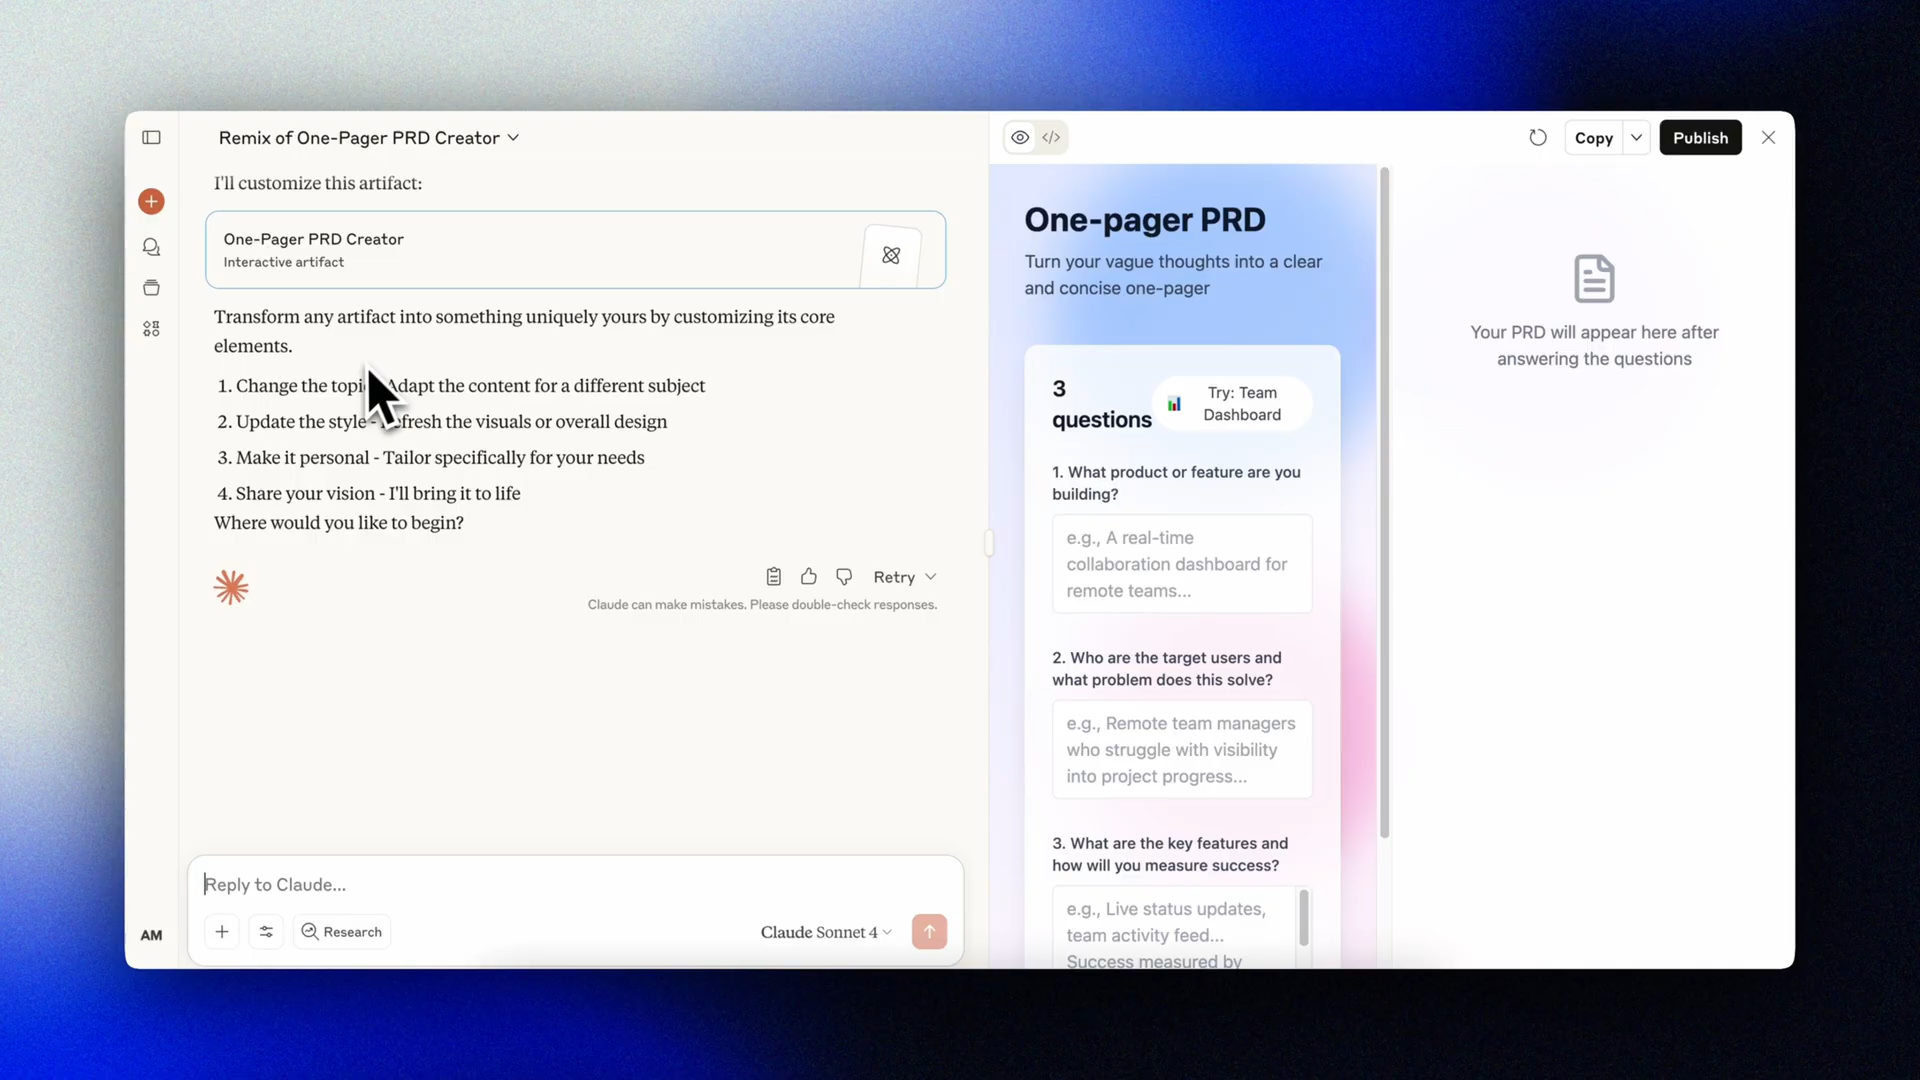 Remix of One-Pager PRD Creator
I'll customize this artifact:
One-Pager PRD Creator
Interactive artifact
Transform any artifact into something uniquely yours by customizing its core
elements.
1. Change the topic Adapt the content for a different subject
2. Update the style - fresh the visuals or overall design
3. Make it personal - Tailor specifically for your needs
4. Share your vision - I'll bring it to life
Where would you like to begin?
Retry
Claude can make mistakes. Please double-check responses.
Reply to Claude...
Research
Claude Sonnet 4
AM
Copy
Publish
One-pager PRD
Turn your vague thoughts into a clear
and concise one-pager
3
questions
Try: Team
Dashboard
1. What product or feature are you
building?
e.g., A real-time
collaboration dashboard for
remote teams...
2. Who are the target users and
what problem does this solve?
e.g., Remote team managers
who struggle with visibility
into project progress...
3. What are the key features and
how will you measure success?
e.g., Live status updates,
team activity feed...
Success measured by
Your PRD will appear here after
answering the questions